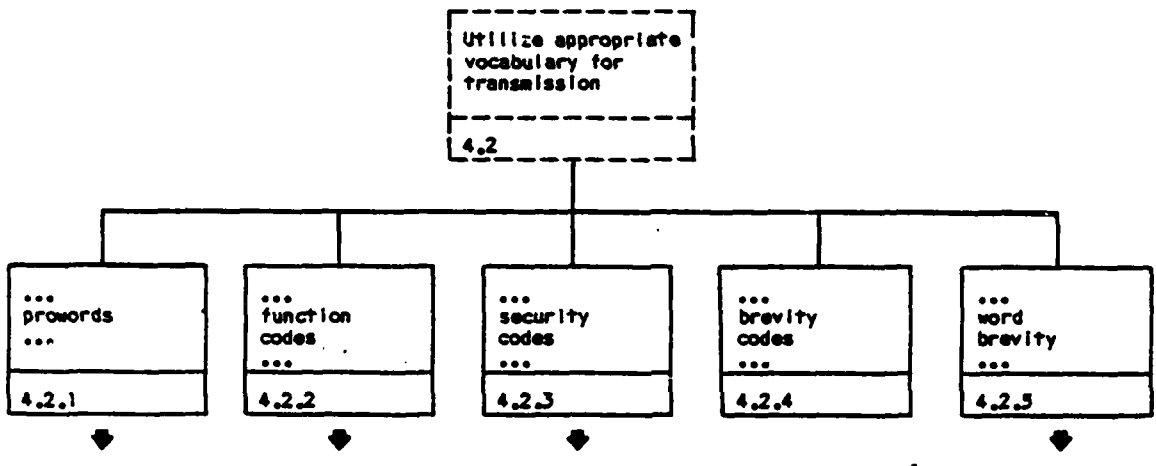 Utilize appropriate
vocabulary for
transmission
4.2
...
prowords
...
4.2.1
...
function
codes
...
4.2.2
...
security
codes
...
4.2.3
...
brevity
codes
...
4.2.4
...
word
brevity
...
4.2.5